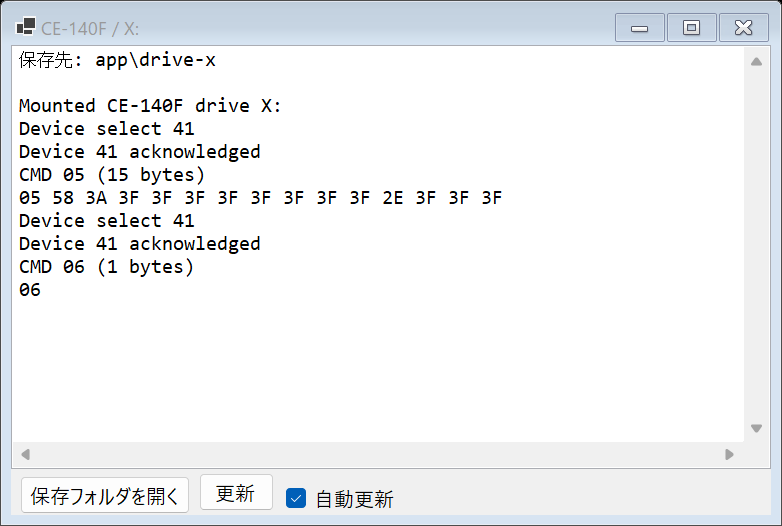 CE-140F / X:
保存先: app\drive-x
Mounted CE-140F drive X:
Device select 41
Device 41 acknowledged
CMD 05 (15 bytes)
05 58 3A 3F 3F 3F 3F 3F 3F 3F 3F 2E 3F 3F 3F
Device select 41
Device 41 acknowledged
CMD 06 (1 bytes)
06
保存フォルダを開く
更新
自動更新